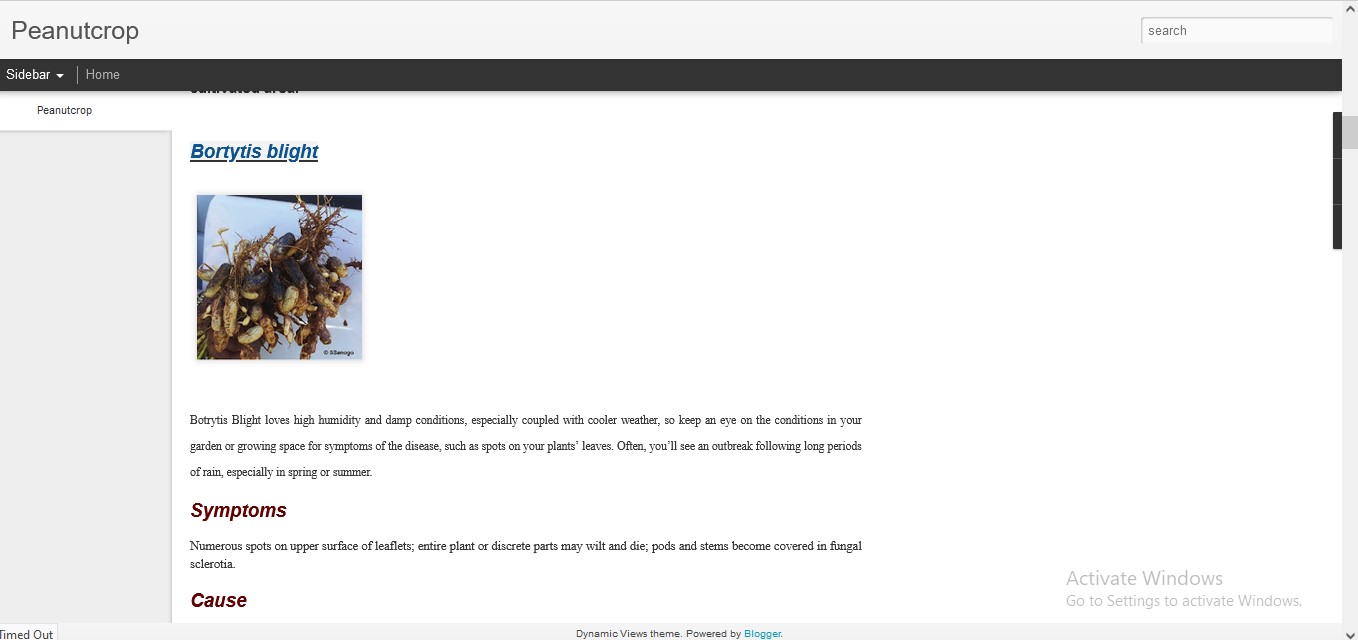 Peanutcrop
search
Sidebar
Home
cultivated area.
Peanutcrop
Bortytis blight
© SSanogo
Botrytis Blight loves high humidity and damp conditions, especially coupled with cooler weather, so keep an eye on the conditions in your
garden or growing space for symptoms of the disease, such as spots on your plants’ leaves. Often, you’ll see an outbreak following long periods
of rain, especially in spring or summer.
Symptoms
Numerous spots on upper surface of leaflets; entire plant or discrete parts may wilt and die; pods and stems become covered in fungal
sclerotia.
Cause
Activate Windows
Go to Settings to activate Windows.
Timed Out
Dynamic Views theme. Powered by Blogger.